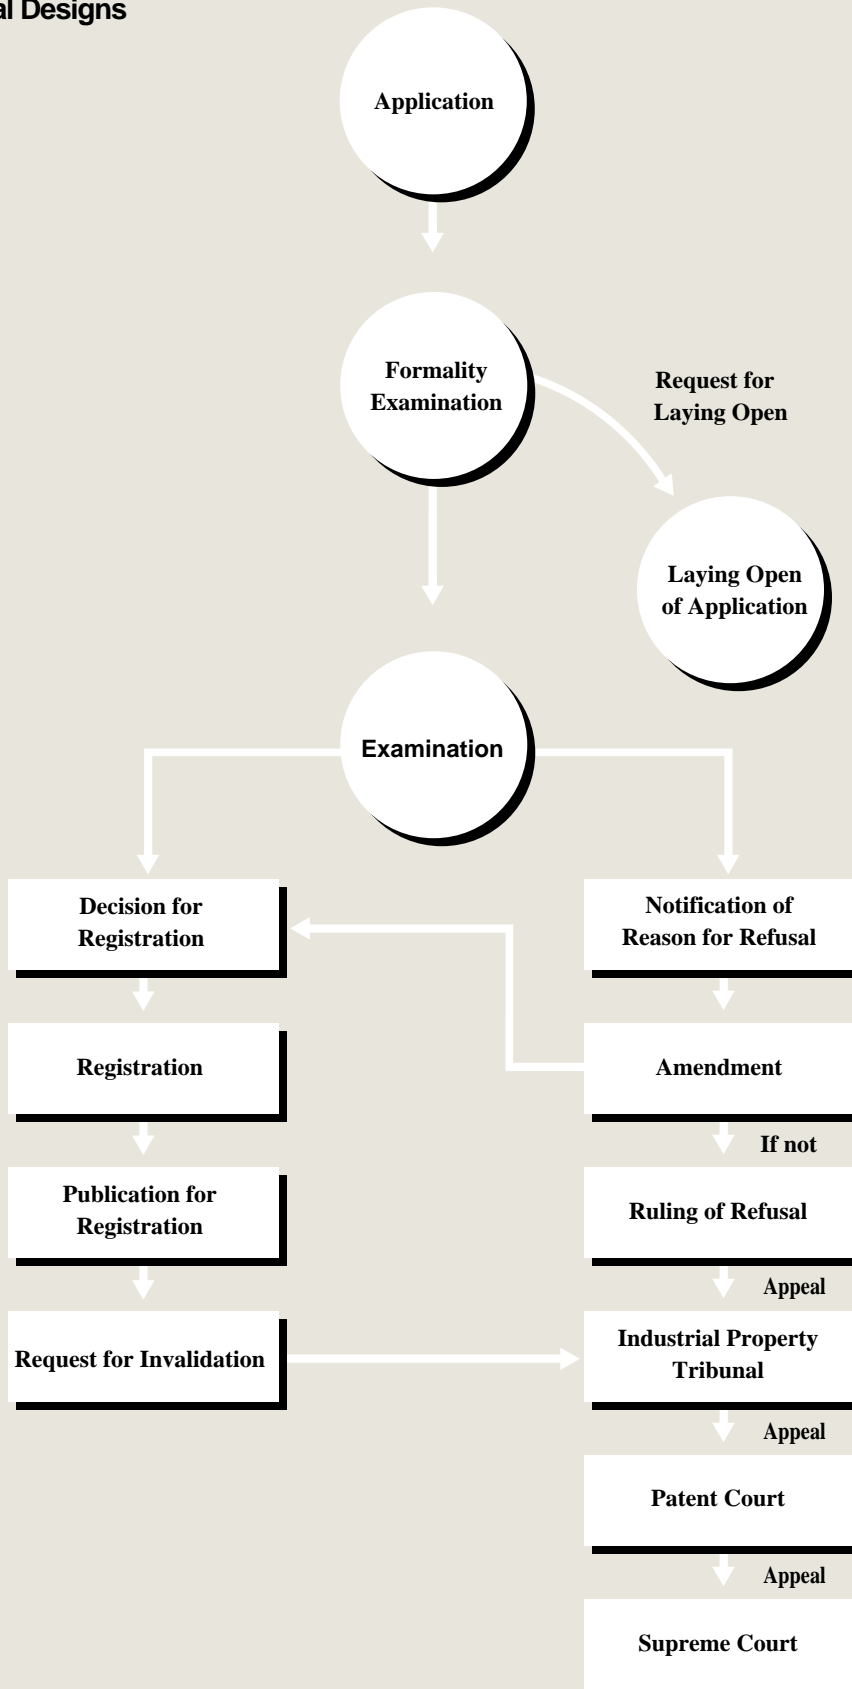 Designs
Application
Formality
Examination
Request for
Laying Open
Laying Open
of Application
Examination
Decision for
Registration
Notification of
Reason for Refusal
Registration
Amendment
If not
Publication for
Registration
Ruling of Refusal
Appeal
Request for Invalidation
Industrial Property
Tribunal
Appeal
Patent Court
Appeal
Supreme Court